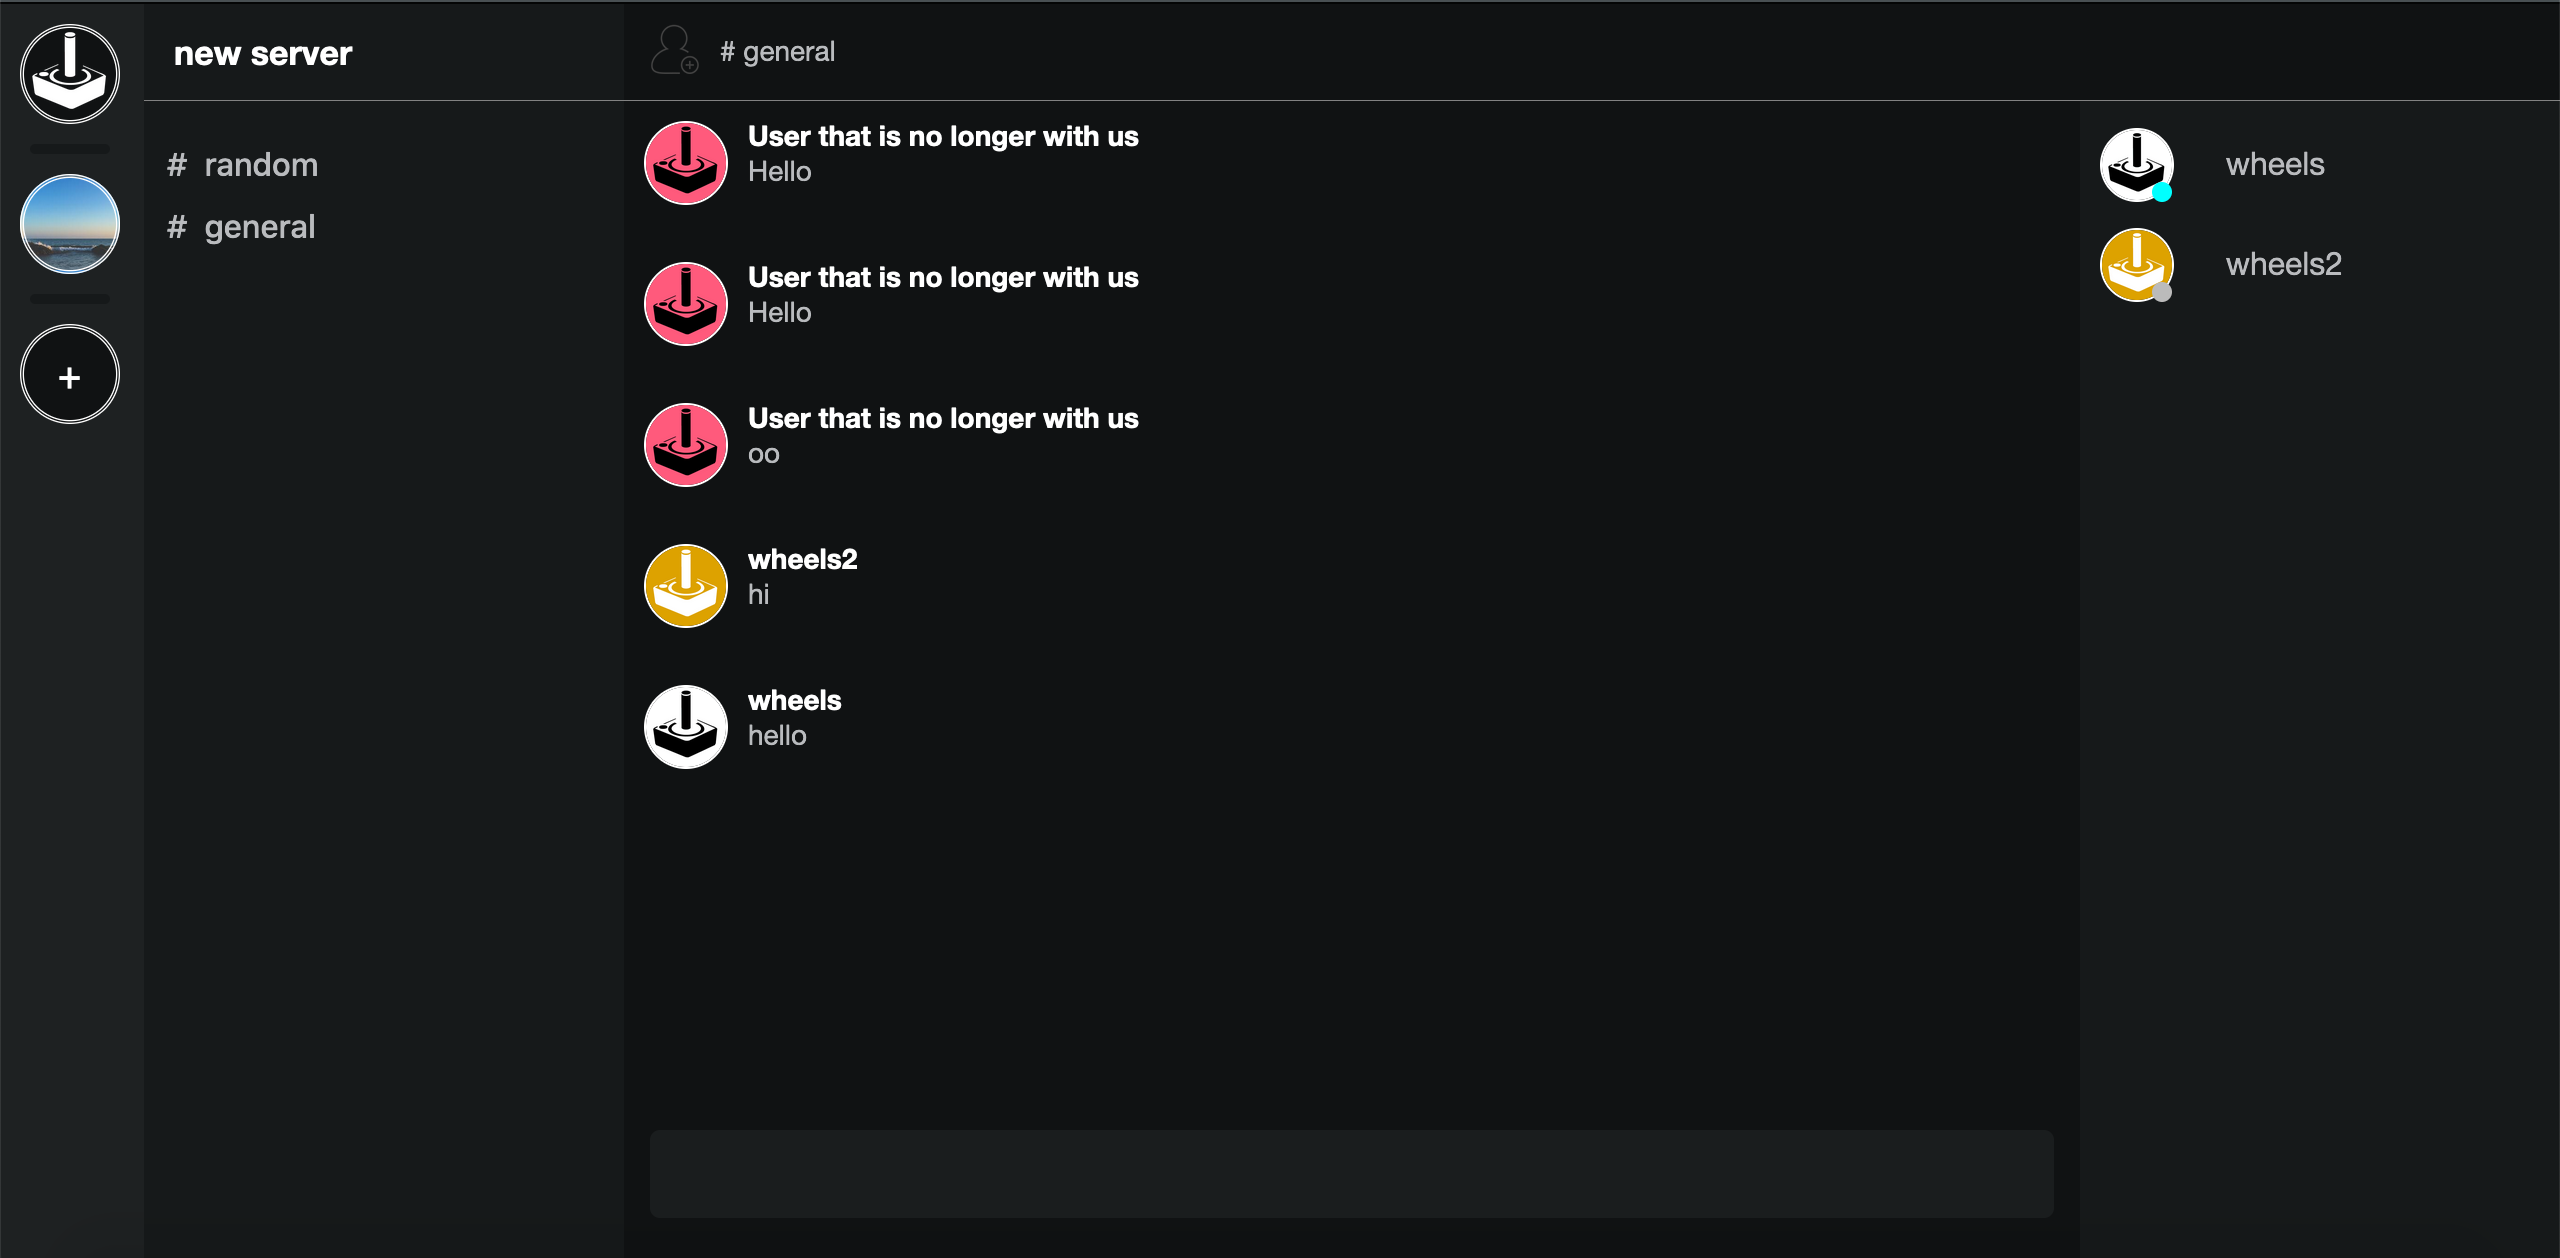 new server
# general
# random
# general
+
User that is no longer with us
Hello
User that is no longer with us
Hello
User that is no longer with us
oo
wheels2
hi
wheels
hello
wheels
wheels2